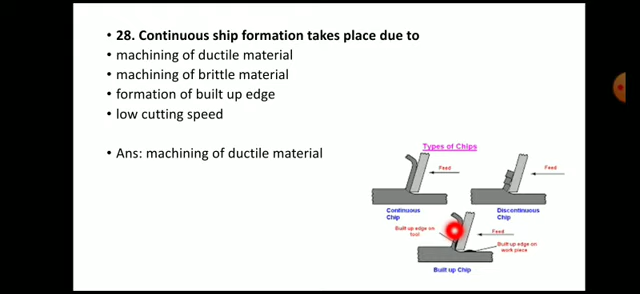 • 28. Continuous ship formation takes place due to
• machining of ductile material
• machining of brittle material
• formation of built up edge
• low cutting speed
• Ans: machining of ductile material
Types of Chips
Feed
Feed
Continuous
Chip
Discontinuous
Chip
Built up edge on
tool
Feed
Built up edge on
work piece
Built up Chip